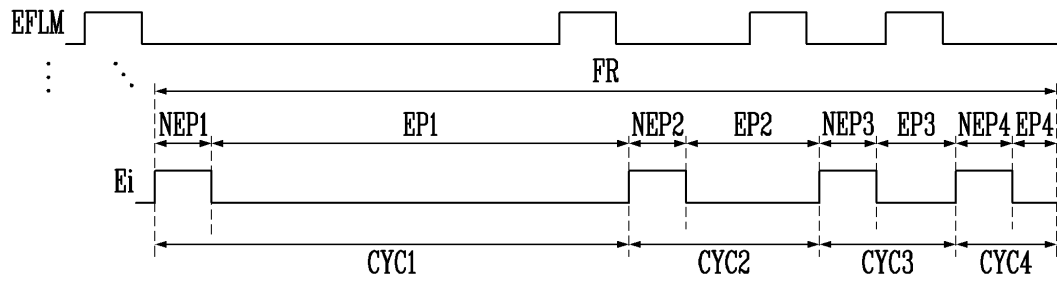 EFLM
FR
NEP1 EP1 NEP2 EP2 NEP3 EP3 NEP4 EP4
Ei
CYC1 CYC2 CYC3 CYC4